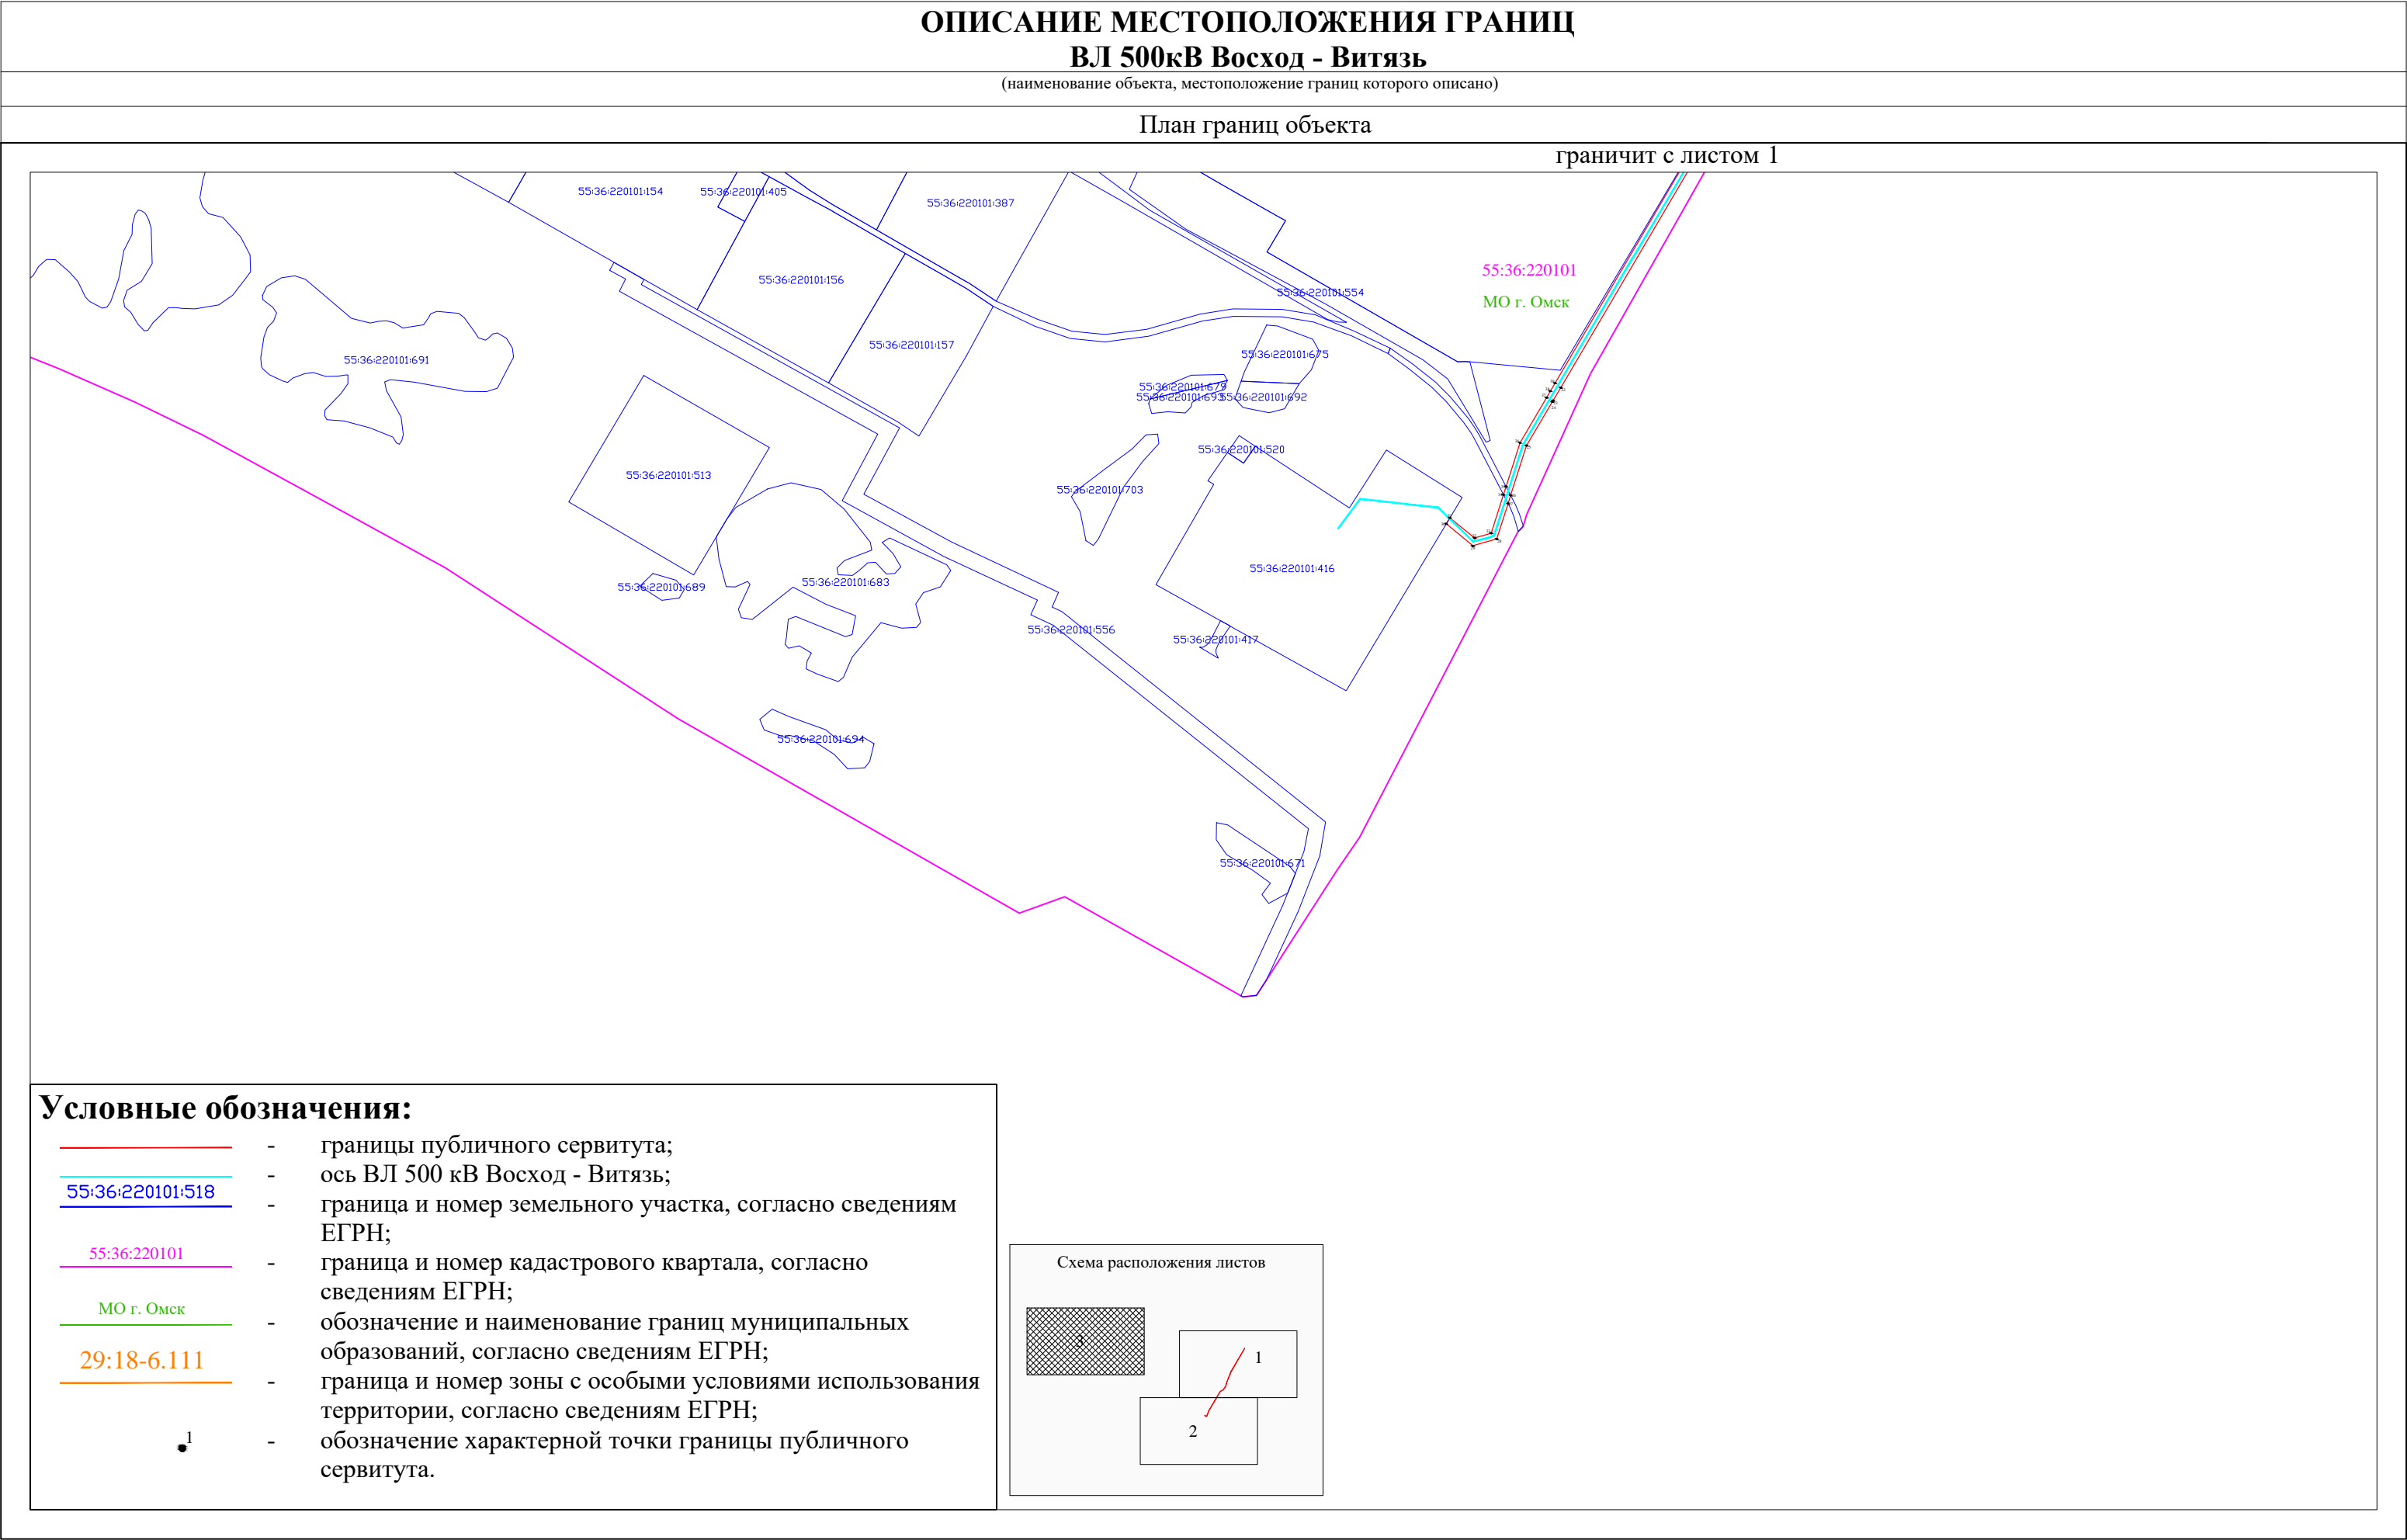 ОПИСАНИЕ МЕСТОПОЛОЖЕНИЯ ГРАНИЦ
ВЛ 500кВ Восход - Витязь
(наименование объекта, местоположение границ которого описано)
План границ объекта
граничит с листом 1
55:36:220101:154
55:36:220101:405
55:36:220101:387
55:36:220101:156
55:36:220101:554
55:36:220101
МО г. Омск
55:36:220101:691
55:36:220101:157
55:36:220101:675
55:36:220101:679
55:36:220101:693
55:36:220101:692
55:36:220101:513
55:36:220101:520
55:36:220101:703
55:36:220101:416
55:36:220101:689
55:36:220101:683
55:36:220101:556
55:36:220101:417
55:36:220101:694
55:36:220101:671
Условные обозначения:
- границы публичного сервитута;
- ось ВЛ 500 кВ Восход - Витязь;
55:36:220101:518
- граница и номер земельного участка, согласно сведениям
ЕГРН;
55:36:220101
- граница и номер кадастрового квартала, согласно
сведениям ЕГРН;
МО г. Омск
- обозначение и наименование границ муниципальных
образований, согласно сведениям ЕГРН;
29:18-6.111
- граница и номер зоны с особыми условиями использования
территории, согласно сведениям ЕГРН;
1
- обозначение характерной точки границы публичного
сервитута.
Схема расположения листов
3
1
2